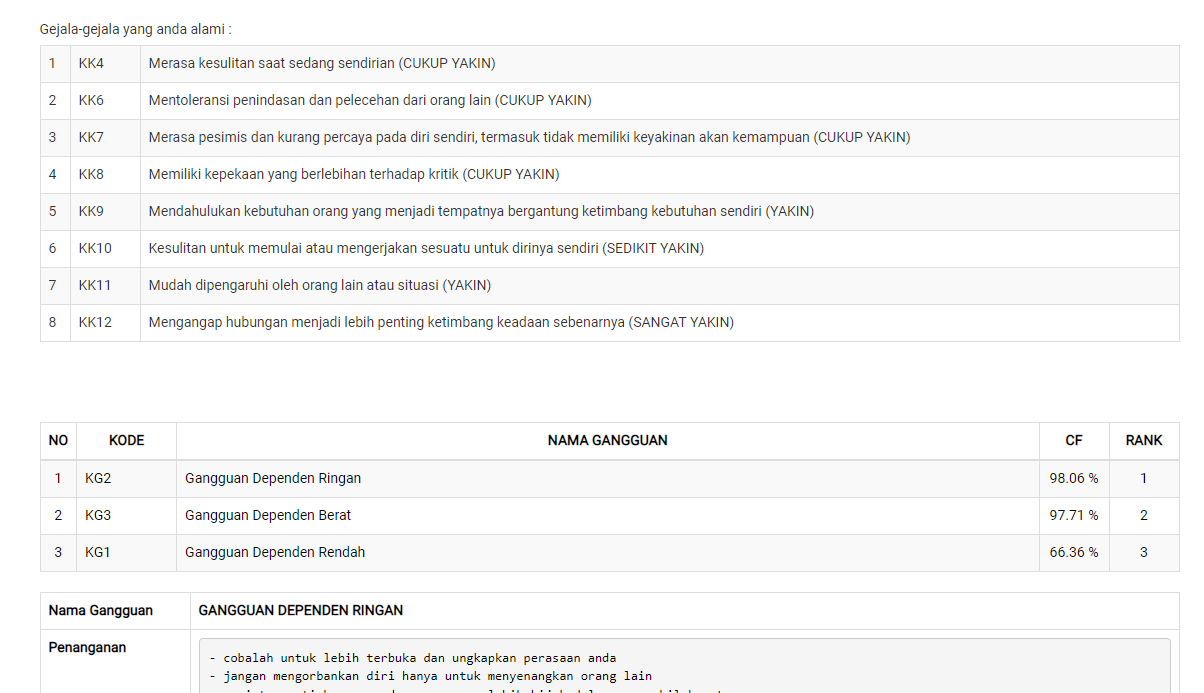 Gejala-gejala yang anda alami :
1 KK4 Merasa kesulitan saat sedang sendirian (CUKUP YAKIN)
2 KK6 Mentoleransi penindasan dan pelecehan dari orang lain (CUKUP YAKIN)
3 KK7 Merasa pesimis dan kurang percaya pada diri sendiri, termasuk tidak memiliki keyakinan akan kemampuan (CUKUP YAKIN)
4 KK8 Memiliki kepekaan yang berlebihan terhadap kritik (CUKUP YAKIN)
5 KK9 Mendahulukan kebutuhan orang yang menjadi tempatnya bergantung ketimbang kebutuhan sendiri (YAKIN)
6 KK10 Kesulitan untuk memulai atau mengerjakan sesuatu untuk dirinya sendiri (SEDIKIT YAKIN)
7 KK11 Mudah dipengaruhi oleh orang lain atau situasi (YAKIN)
8 KK12 Mengangap hubungan menjadi lebih penting ketimbang keadaan sebenarnya (SANGAT YAKIN)
NO KODE NAMA GANGGUAN CF RANK
1 KG2 Gangguan Dependen Ringan 98.06 % 1
2 KG3 Gangguan Dependen Berat 97.71 % 2
3 KG1 Gangguan Dependen Rendah 66.36 % 3
Nama Gangguan GANGGUAN DEPENDEN RINGAN
Penanganan
- cobalah untuk lebih terbuka dan ungkapkan perasaan anda
- jangan mengorbankan diri hanya untuk menyenangkan orang lain